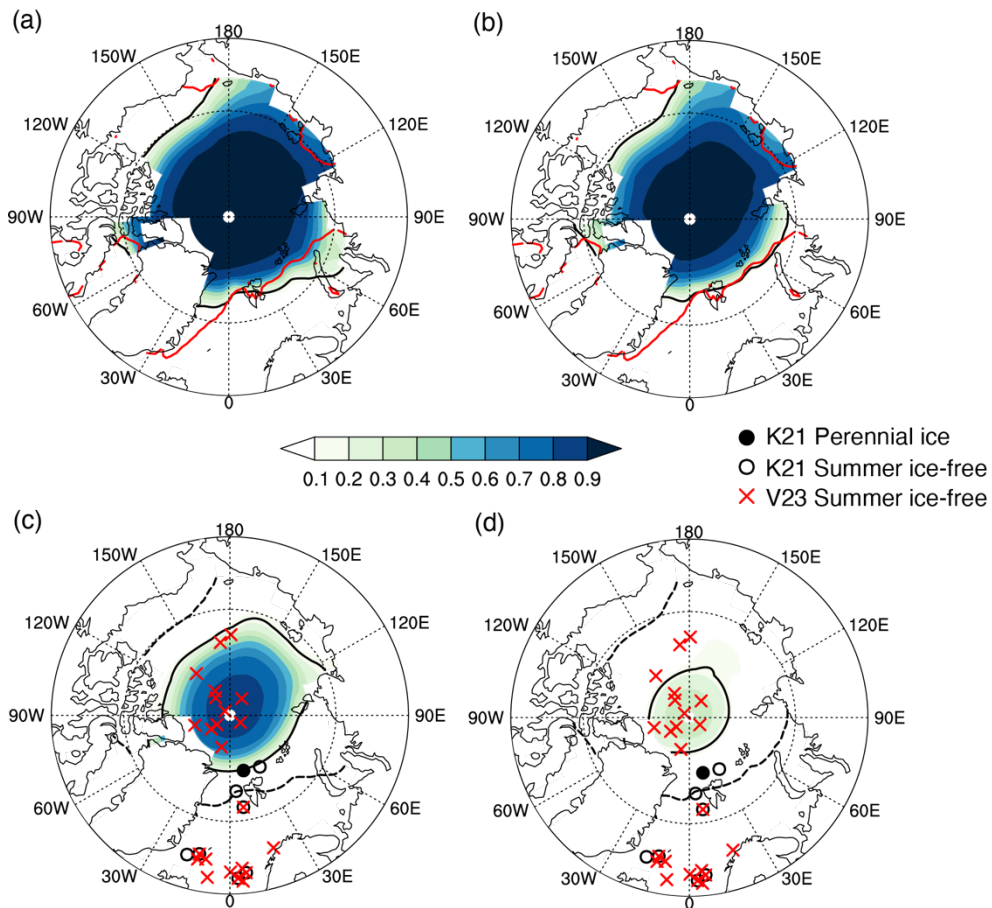 (a)
(b)
180
180
150W
150E
150W
150E
120W
120E
120W
120E
90W
90E
90W
90E
60W
60E
60W
60E
30W
30E
30W
30E
0
0
0.1 0.2 0.3 0.4 0.5 0.6 0.7 0.8 0.9
K21 Perennial ice
K21 Summer ice-free
V23 Summer ice-free
(c)
(d)
180
180
150W
150E
150W
150E
120W
120E
120W
120E
90W
90E
90W
90E
60W
60E
60W
60E
30W
30E
30W
30E
0
0